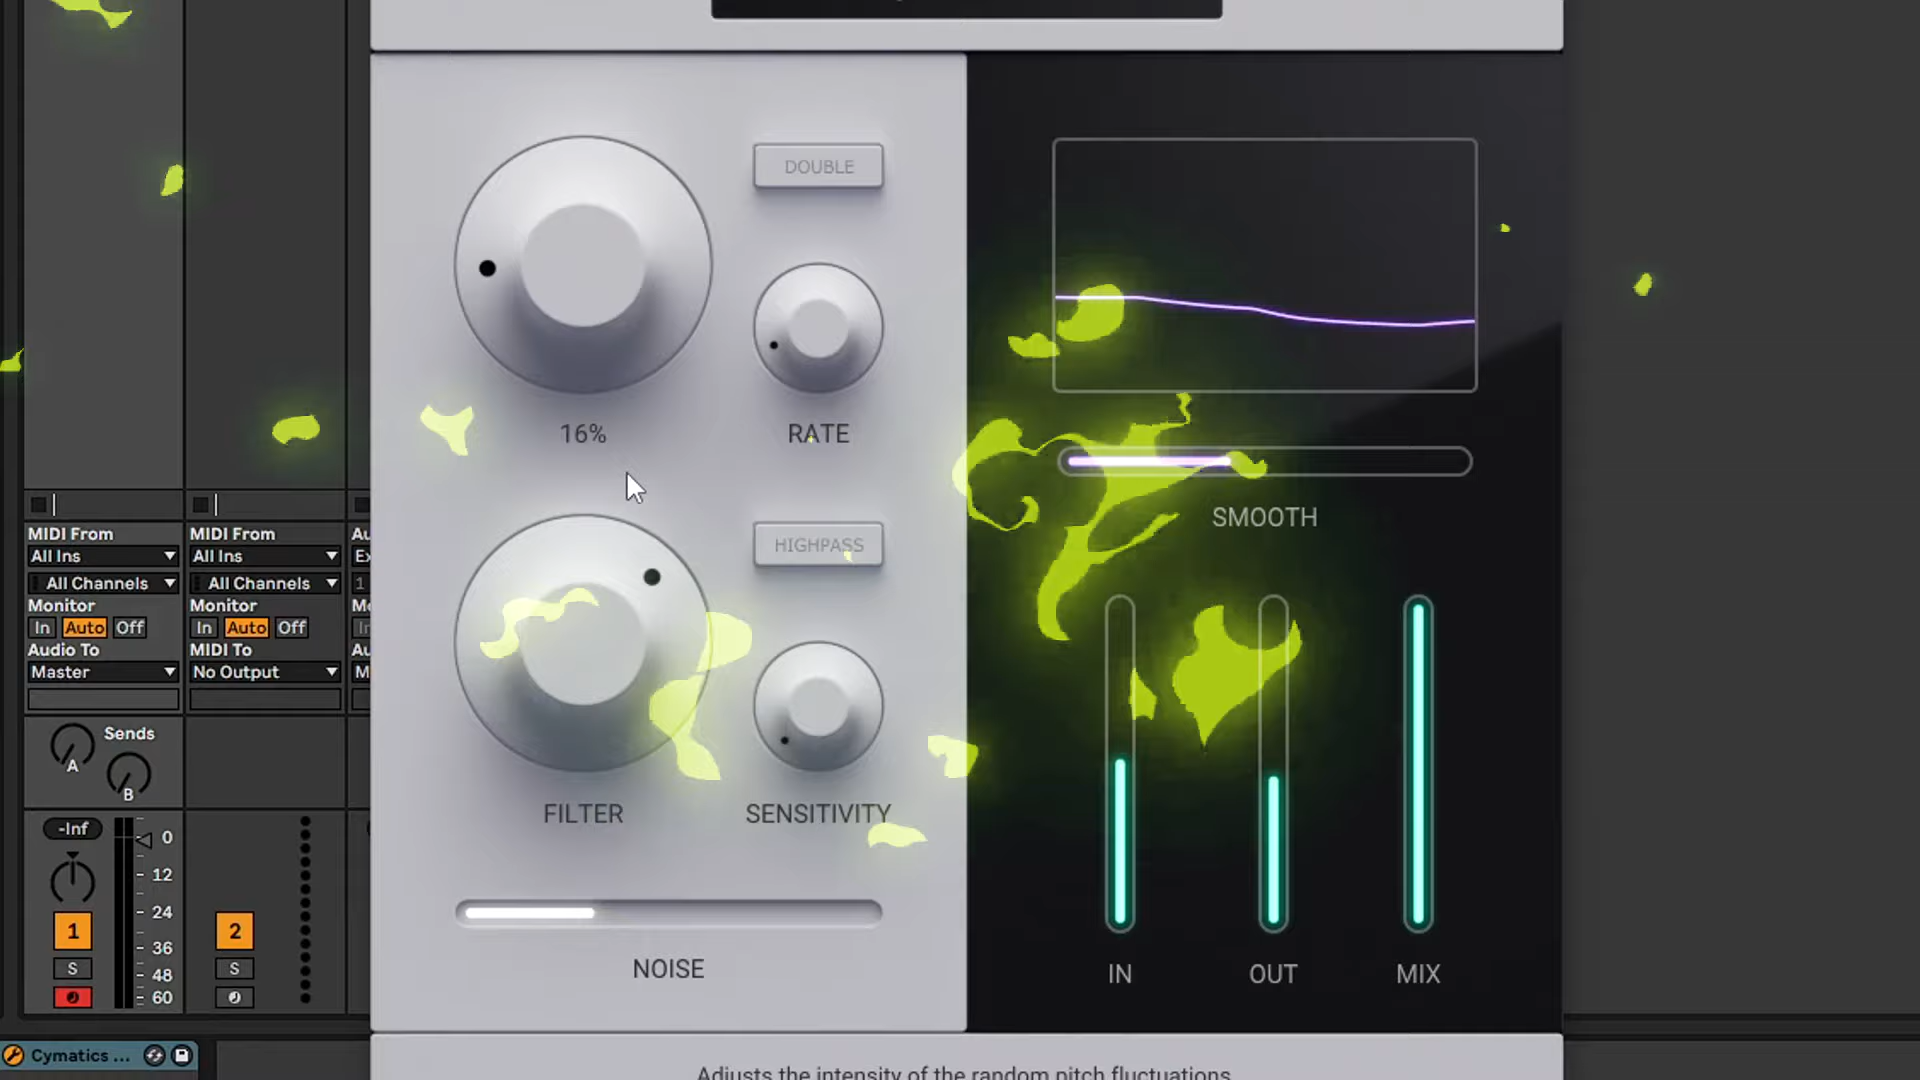 DOUBLE
16%
RATE
SMOOTH
HIGHPASS
FILTER
SENSITIVITY
NOISE
IN
OUT
MIX
Adjusts the intensity of the random pitch fluctuations
MIDI From
All Ins
All Channels
Monitor
In Auto Off
Audio To
Master
MIDI From
All Ins
All Channels
Monitor
In Auto Off
MIDI To
No Output
Sends
A
B
-Inf
0
12
24
36
48
60
1
S
2
S
Cymatics ...